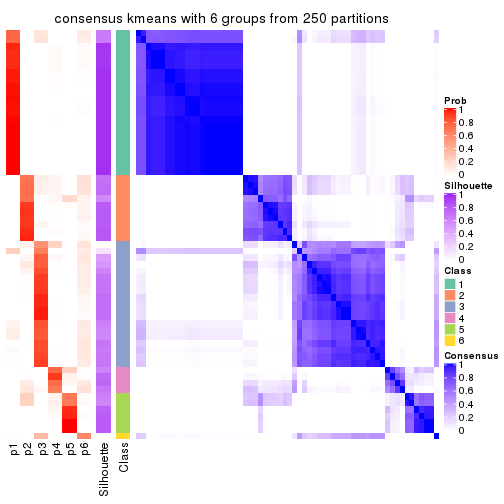 consensus kmeans with 6 groups from 250 partitions
Prob
1
0.8
0.6
0.4
0.2
0
Silhouette
1
0.8
0.6
0.4
0.2
0
Class
1
2
3
4
5
6
Consensus
1
0.8
0.6
0.4
0.2
0
p1
p2
p3
p4
p5
p6
Silhouette
Class